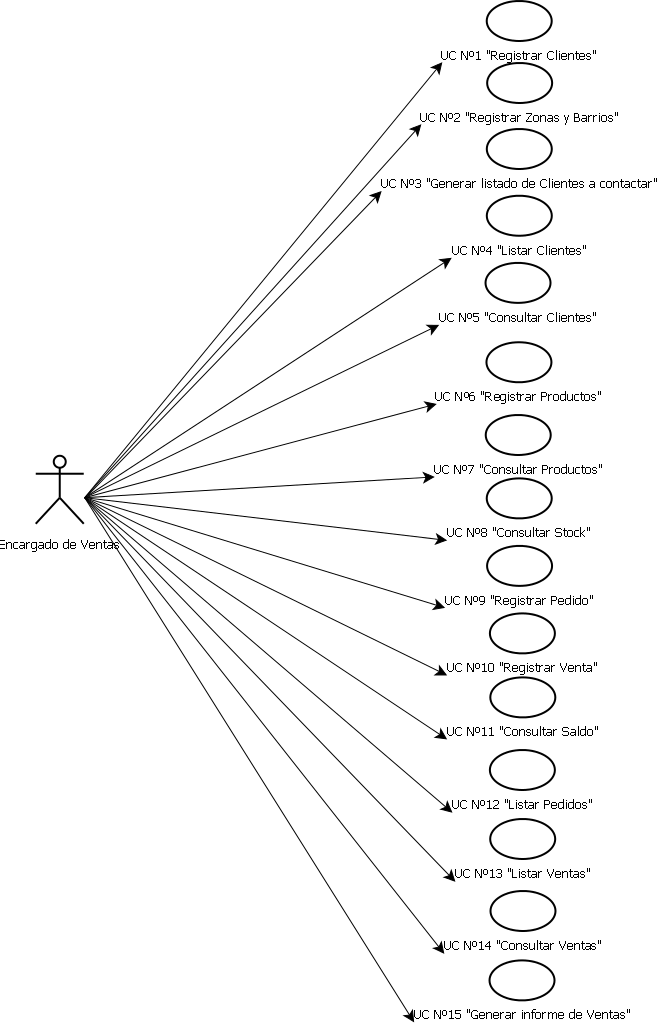 UC Nº1 "Registrar Clientes"
UC Nº2 "Registrar Zonas y Barrios"
UC Nº3 "Generar listado de Clientes a contactar"
UC Nº4 "Listar Clientes"
UC Nº5 "Consultar Clientes"
UC Nº6 "Registrar Productos"
UC Nº7 "Consultar Productos"
UC Nº8 "Consultar Stock"
Encargado de Ventas
UC Nº9 "Registrar Pedido"
UC Nº10 "Registrar Venta"
UC Nº11 "Consultar Saldo"
UC Nº12 "Listar Pedidos"
UC Nº13 "Listar Ventas"
UC Nº14 "Consultar Ventas"
UC Nº15 "Generar informe de Ventas"